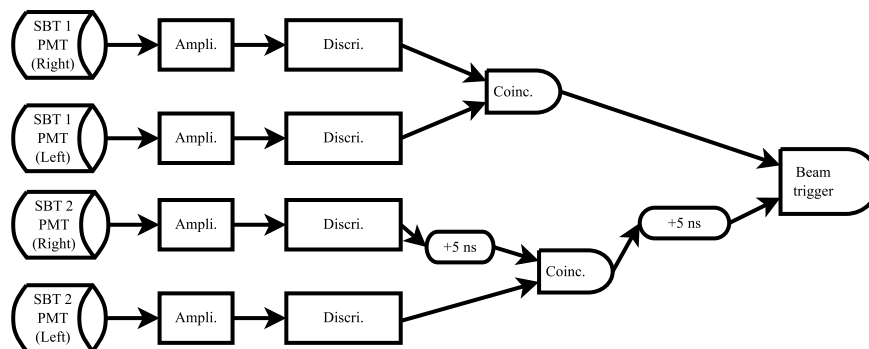 SBT 1
PMT
(Right)
Ampli.
Discri.
Coinc.
SBT 1
PMT
(Left)
Ampli.
Discri.
Beam
trigger
SBT 2
PMT
(Right)
Ampli.
Discri.
+5 ns
+5 ns
Coinc.
SBT 2
PMT
(Left)
Ampli.
Discri.